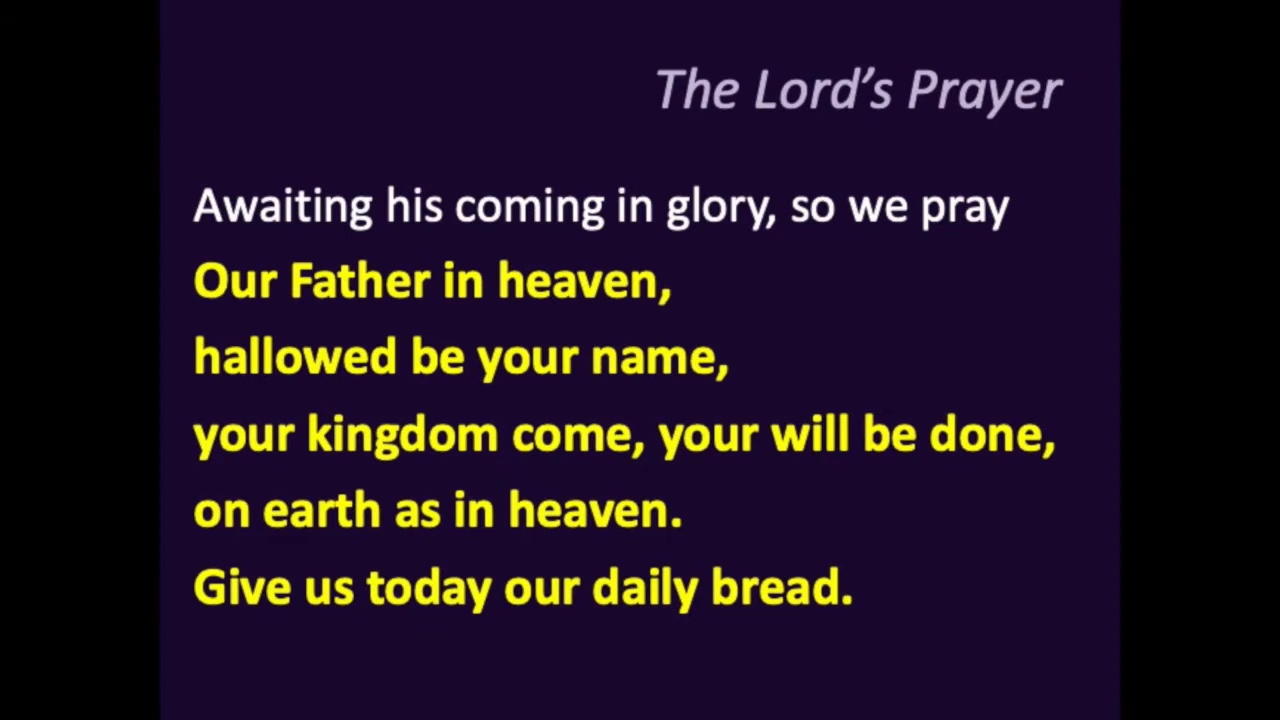 The Lord’s Prayer
Awaiting his coming in glory, so we pray
Our Father in heaven,
hallowed be your name,
your kingdom come, your will be done,
on earth as in heaven.
Give us today our daily bread.